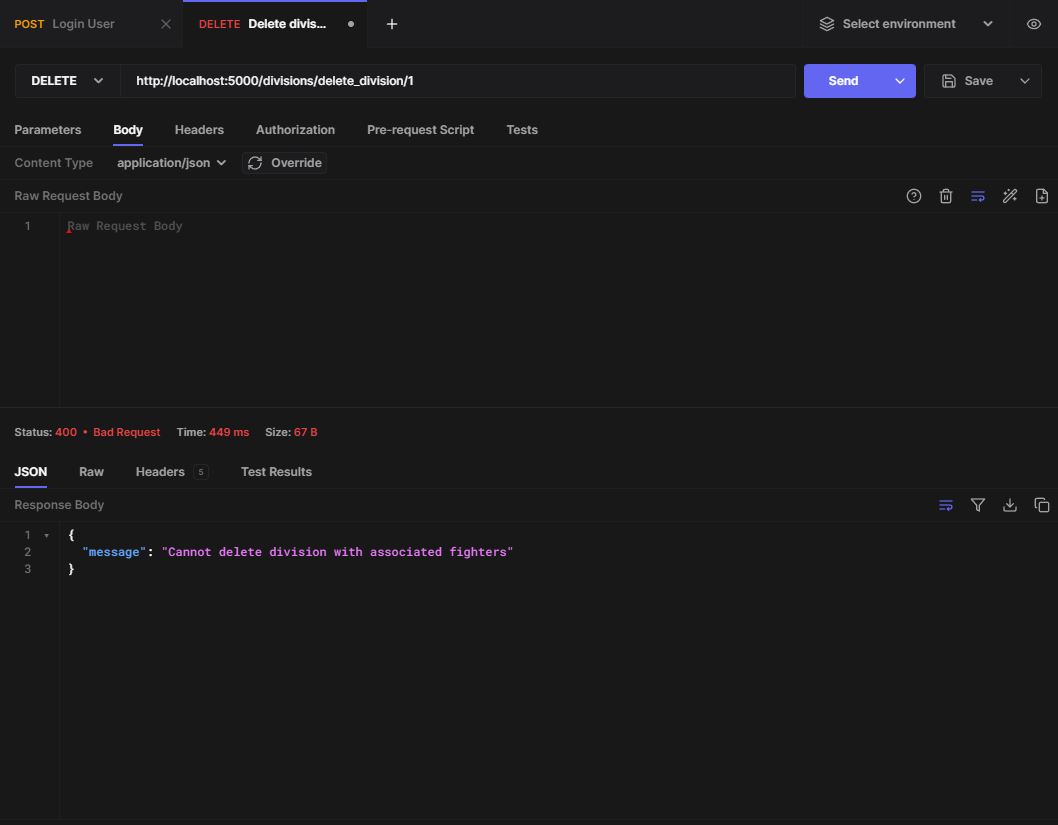 POST Login User
DELETE Delete divis...
Select environment
DELETE
http://localhost:5000/divisions/delete_division/1
Send
Save
Parameters Body Headers Authorization Pre-request Script Tests
Content Type application/json Override
Raw Request Body
1 Raw Request Body
Status: 400 • Bad Request Time: 449 ms Size: 67 B
JSON Raw Headers 5 Test Results
Response Body
1 {
2 "message": "Cannot delete division with associated fighters"
3 }